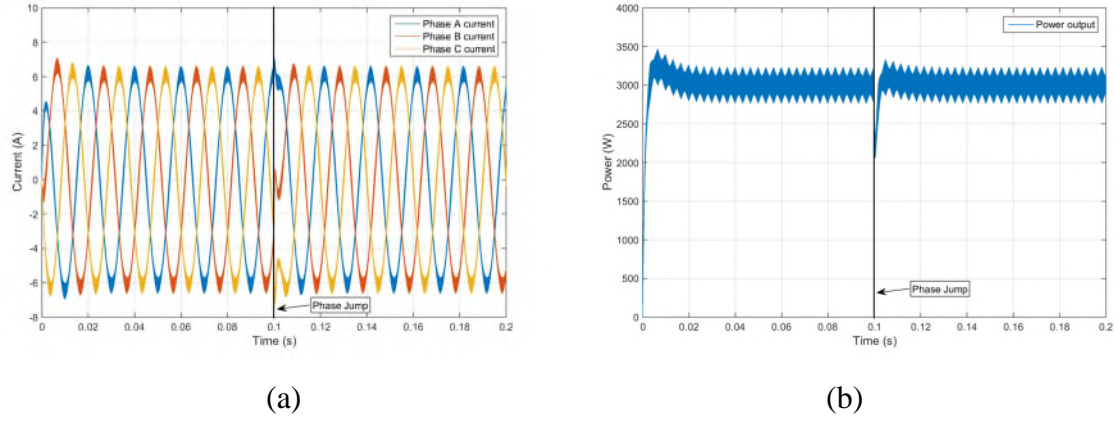 10
8
6
4
2
0
-2
-4
-6
-8
Current (A)
Phase A current
Phase B current
Phase C current
Phase Jump
0 0.02 0.04 0.06 0.08 0.1 0.12 0.14 0.16 0.18 0.2
Time (s)
(a)
4000
3500
3000
2500
2000
1500
1000
500
0
Power (W)
Power output
Phase Jump
0 0.02 0.04 0.06 0.08 0.1 0.12 0.14 0.16 0.18 0.2
Time (s)
(b)